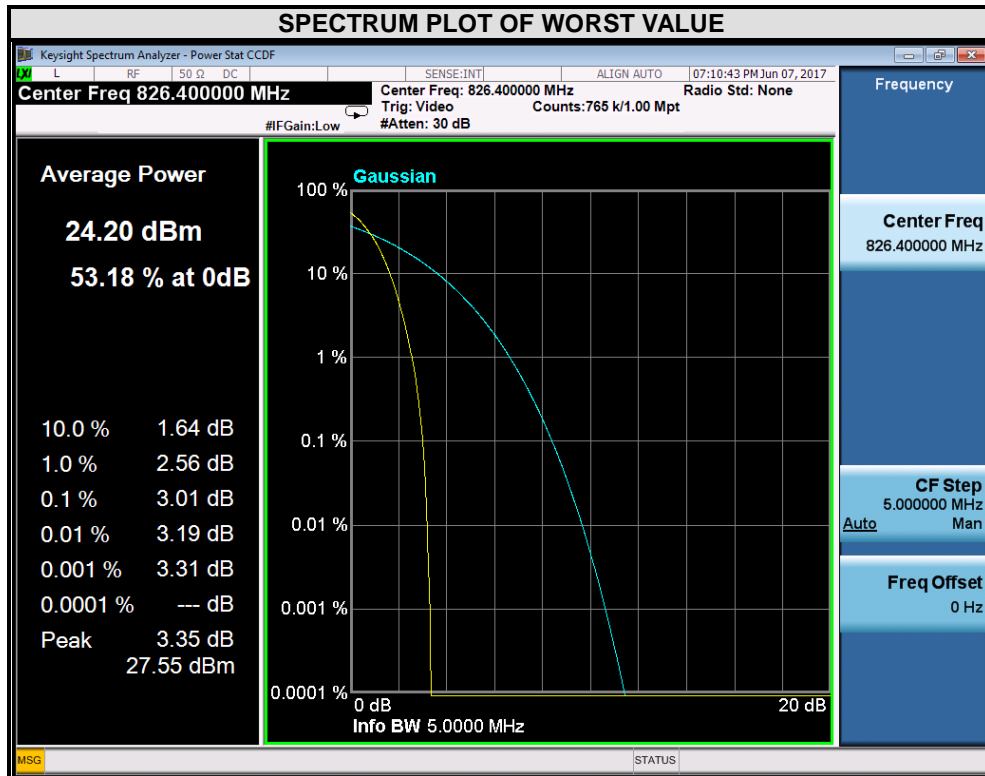 SPECTRUM PLOT OF WORST VALUE
Keysight Spectrum Analyzer - Power Stat CCDF
LXI L RF 50 Ω DC SENSE:INT ALIGN AUTO 07:10:43 PM Jun 07, 2017
Center Freq 826.400000 MHz
#IFGain:Low
Center Freq: 826.400000 MHz
Radio Std: None
Trig: Video Counts:765 k/1.00 Mpt
#Atten: 30 dB
Average Power
24.20 dBm
53.18 % at 0dB
10.0 % 1.64 dB
1.0 % 2.56 dB
0.1 % 3.01 dB
0.01 % 3.19 dB
0.001 % 3.31 dB
0.0001 % --- dB
Peak 3.35 dB
27.55 dBm
Gaussian
100 %
10 %
1 %
0.1 %
0.01 %
0.001 %
0.0001 %
0 dB 20 dB
Info BW 5.0000 MHz
Frequency
Center Freq
826.400000 MHz
CF Step
5.000000 MHz
Auto Man
Freq Offset
0 Hz
MSG STATUS